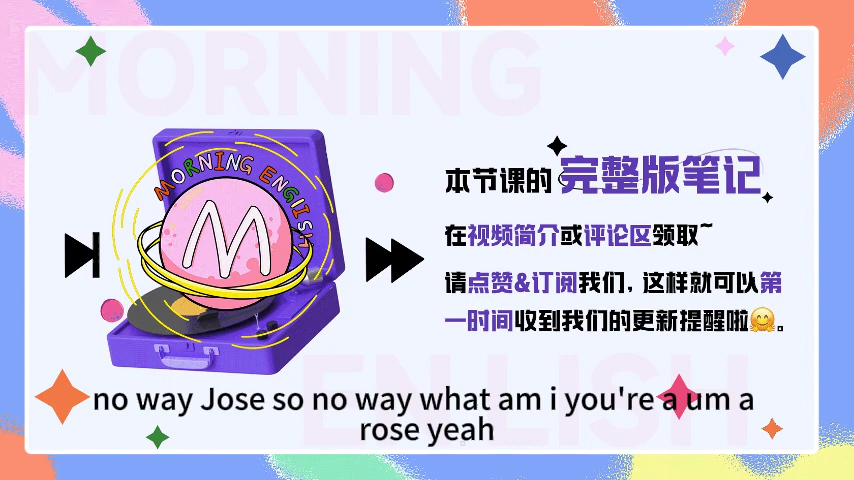 MORNING
MORNING ENGLISH
M
本节课的 完整版笔记
在视频简介或评论区领取~
请点赞&订阅我们，这样就可以第
一时间收到我们的更新提醒啦🤗。
no way Jose so no way what am i you're a um a
rose yeah